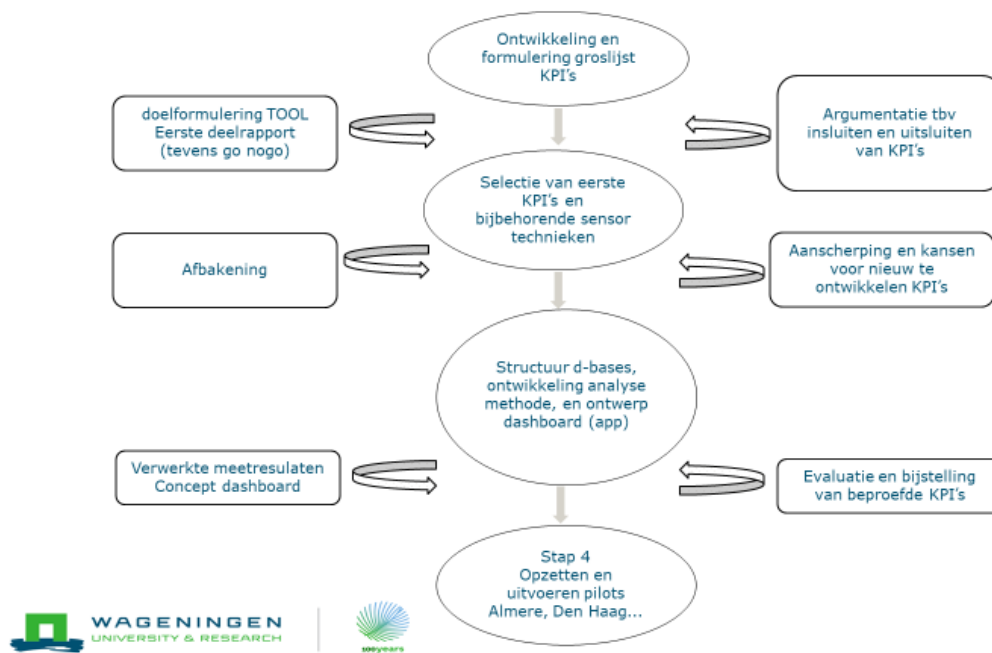 Ontwikkeling en
formulering groslijst
KPI's
doelformulering TOOL
Eerste deelrapport
(tevens go nogo)
Argumentatie tbv
insluiten en uitsluiten
van KPI's
Selectie van eerste
KPI's en
bijbehorende sensor
technieken
Afbakening
Aanscherping en kansen
voor nieuw te
ontwikkelen KPI's
Structuur d-bases,
ontwikkeling analyse
methode, en ontwerp
dashboard (app)
Verwerkte meetresulaten
Concept dashboard
Evaluatie en bijstelling
van beproefde KPI's
Stap 4
Opzetten en
uitvoeren pilots
Almere, Den Haag...
WAGENINGEN
UNIVERSITY & RESEARCH
100years